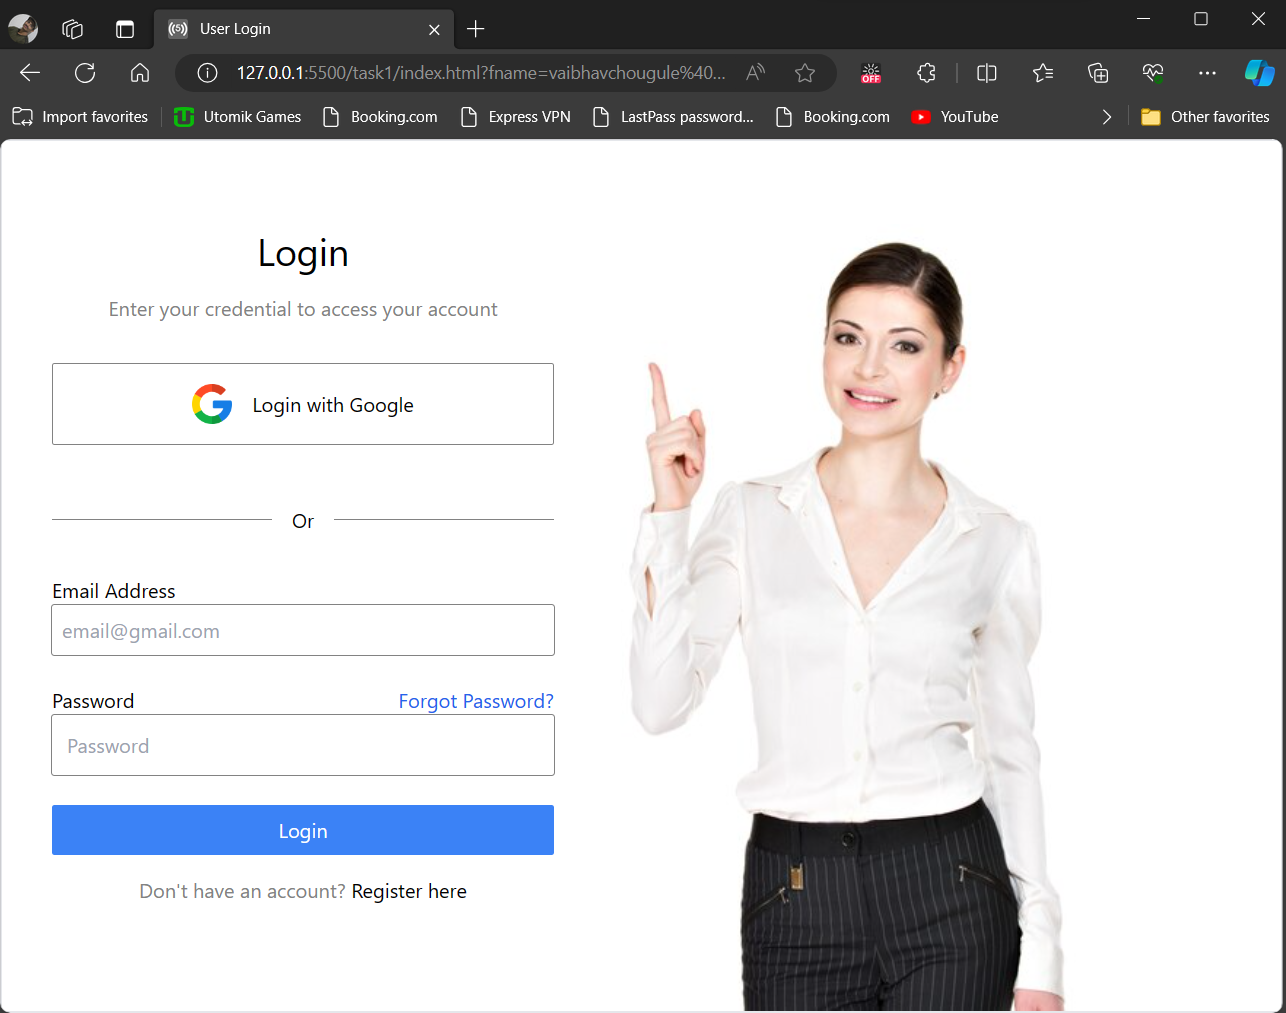 User Login
127.0.0.1:5500/task1/index.html?fname=vaibhavchougule%40...
OFF
Import favorites
Utomik Games
Booking.com
Express VPN
LastPass password...
Booking.com
YouTube
Other favorites
Login
Enter your credential to access your account
Login with Google
Or
Email Address
email@gmail.com
Password Forgot Password?
Password
Login
Don't have an account? Register here